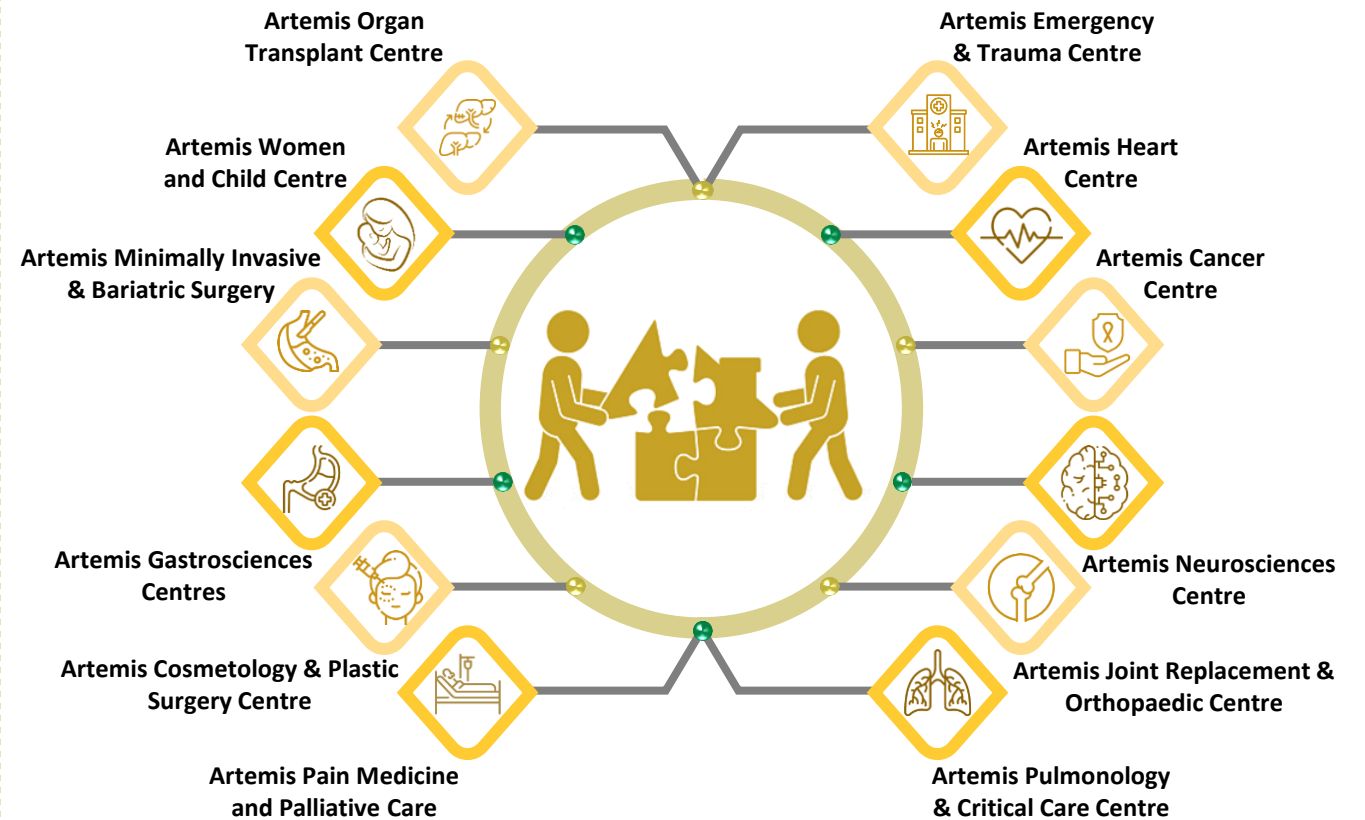 Artemis Organ
Transplant Centre
Artemis Emergency
& Trauma Centre
Artemis Women
and Child Centre
Artemis Heart
Centre
Artemis Minimally Invasive
& Bariatric Surgery
Artemis Cancer
Centre
Artemis Gastrosciences
Centres
Artemis Neurosciences
Centre
Artemis Cosmetology & Plastic
Surgery Centre
Artemis Joint Replacement &
Orthopaedic Centre
Artemis Pain Medicine
and Palliative Care
Artemis Pulmonology
& Critical Care Centre